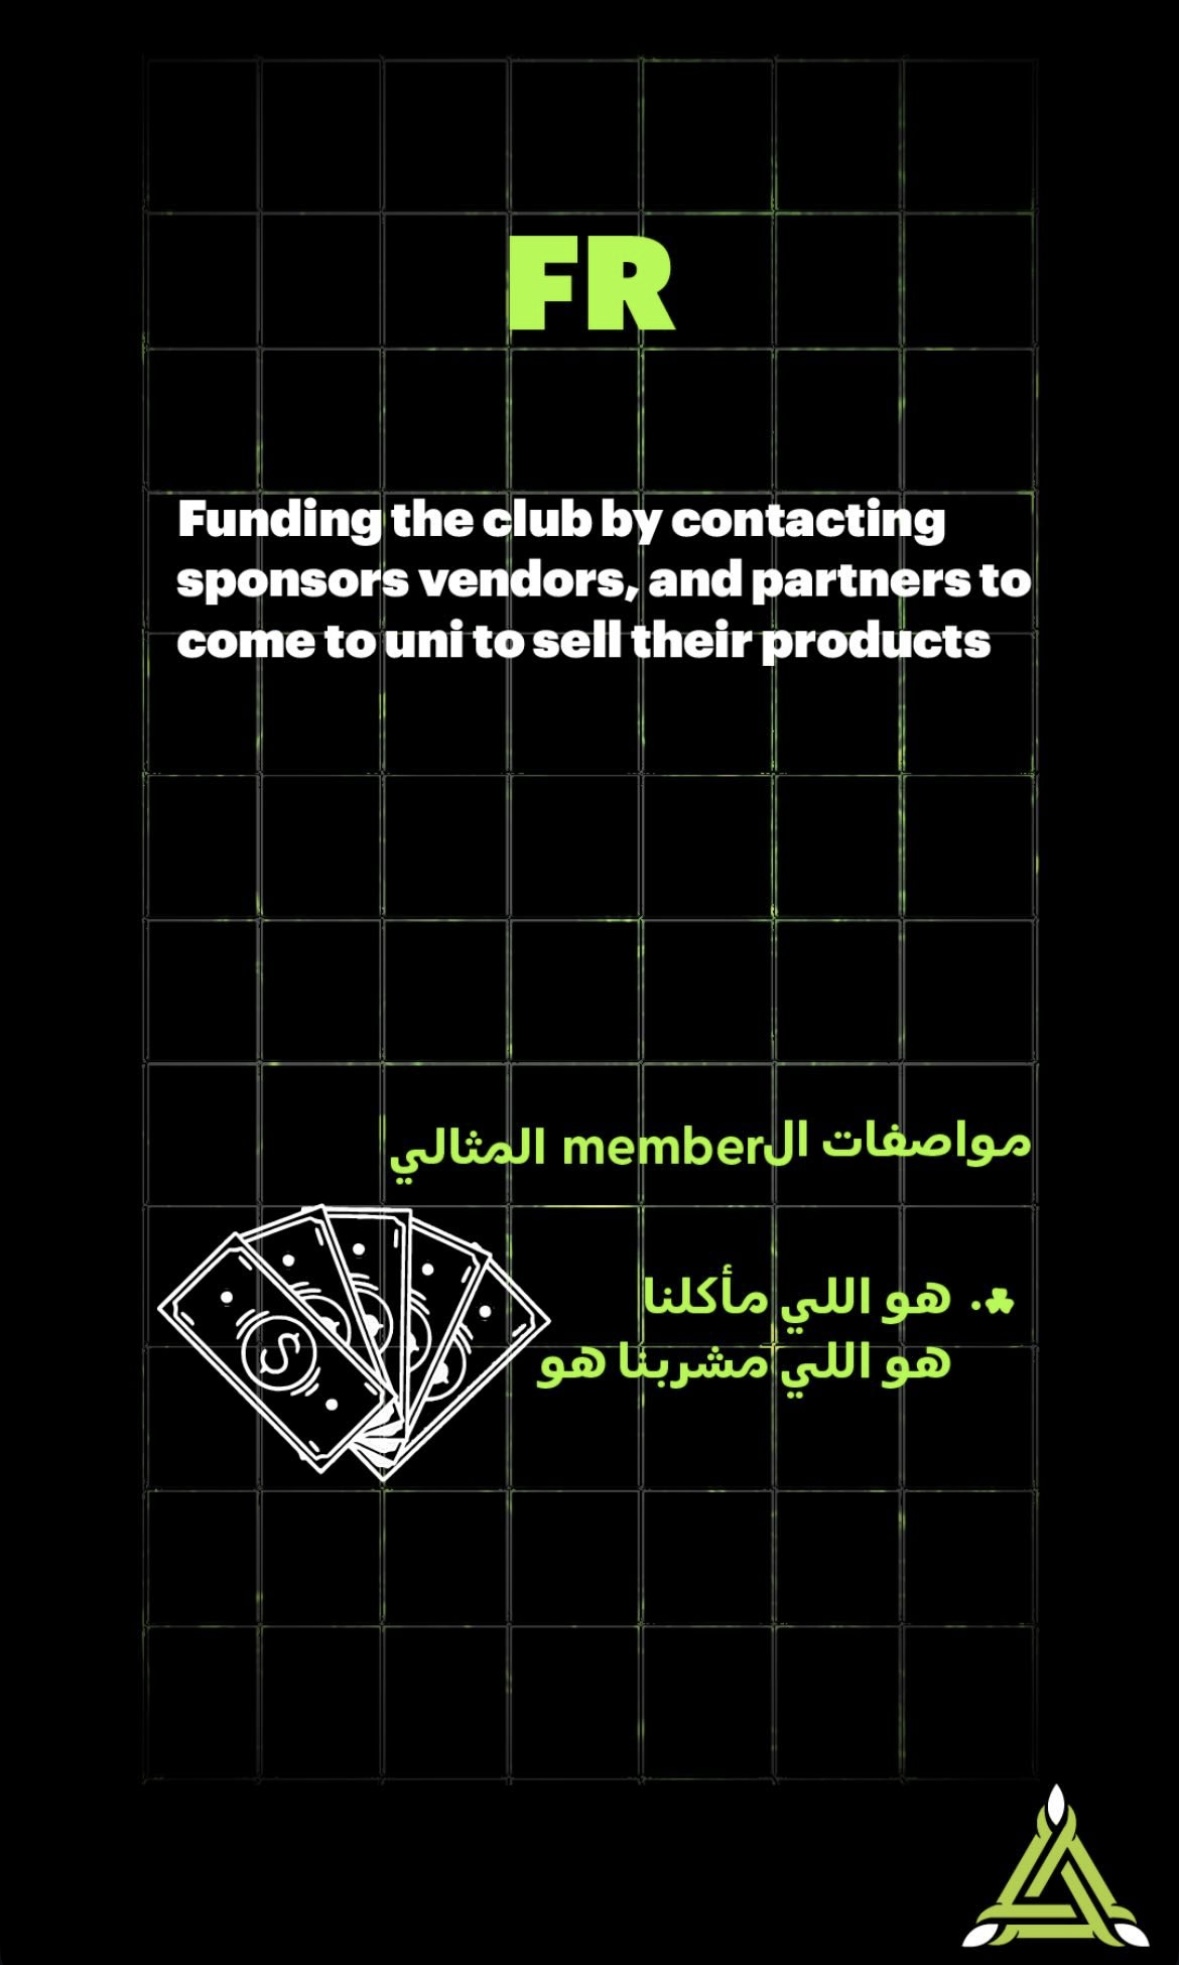 FR
Funding the club by contacting
sponsors vendors, and partners to
come to uni to sell their products
مواصفات الmember المثالي
هو اللي مأكلنا
هو اللي مشربنا هو